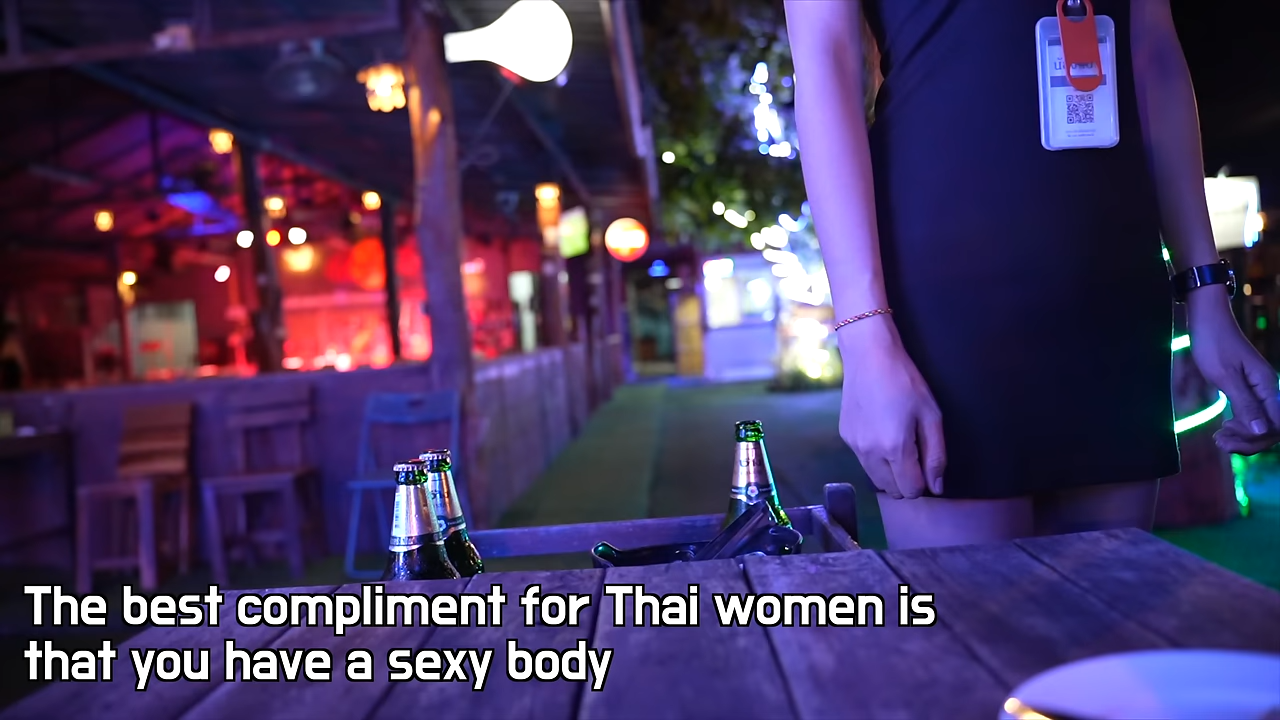 The best compliment for Thai women is
that you have a sexy body